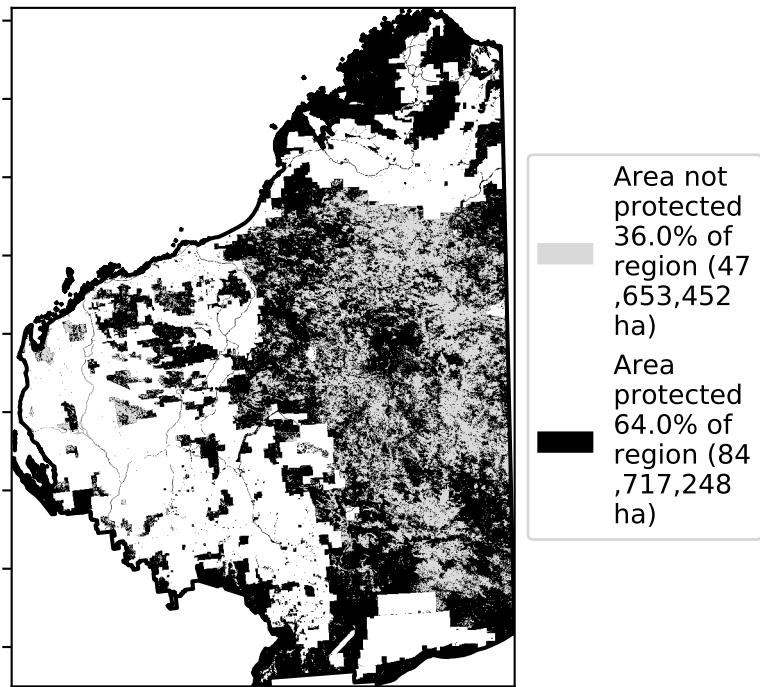 Area not
protected
36.0% of
region (47
,653,452
ha)
Area
protected
64.0% of
region (84
,717,248
ha)